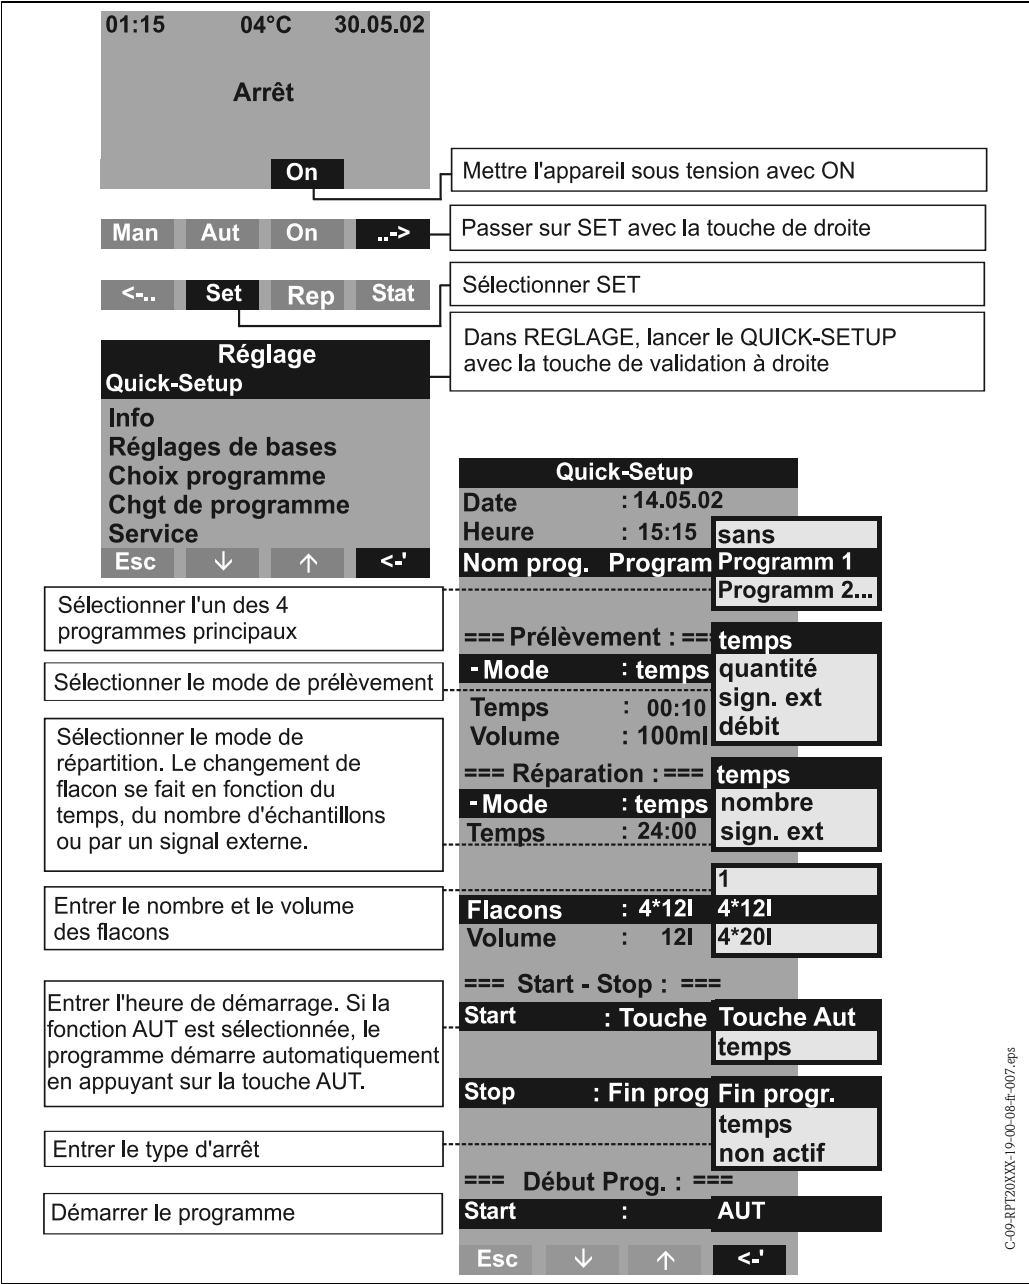 01:15 04°C 30.05.02
Arrêt
On
Mettre l'appareil sous tension avec ON
Man Aut On ..->
Passer sur SET avec la touche de droite
<-.. Set Rep Stat
Sélectionner SET
Réglage
Quick-Setup
Dans REGLAGE, lancer le QUICK-SETUP
avec la touche de validation à droite
Info
Réglages de bases
Choix programme
Chgt de programme
Service
Esc ↓ ↑ <-'
Quick-Setup
Date : 14.05.02
Heure : 15:15
Nom prog. Program
sans
Programm 1
Programm 2...
Sélectionner l'un des 4
programmes principaux
=== Prélèvement : ==
- Mode : temps
Temps : 00:10
Volume : 100ml
temps
quantité
sign. ext
débit
Sélectionner le mode de prélèvement
=== Réparation : ===
- Mode : temps
Temps : 24:00
temps
nombre
sign. ext
Sélectionner le mode de
répartition. Le changement de
flacon se fait en fonction du
temps, du nombre d'échantillons
ou par un signal externe.
Flacons : 4*12l
Volume : 12l
1
4*12l
4*20l
Entrer le nombre et le volume
des flacons
=== Start - Stop : ===
Start : Touche
Touche Aut
temps
Entrer l'heure de démarrage. Si la
fonction AUT est sélectionnée, le
programme démarre automatiquement
en appuyant sur la touche AUT.
Stop : Fin prog
Fin progr.
temps
non actif
Entrer le type d'arrêt
=== Début Prog. : ===
Start : AUT
Démarrer le programme
Esc ↓ ↑ <-'
C-09-RPT20XXX-19-00-08-fr-007.eps